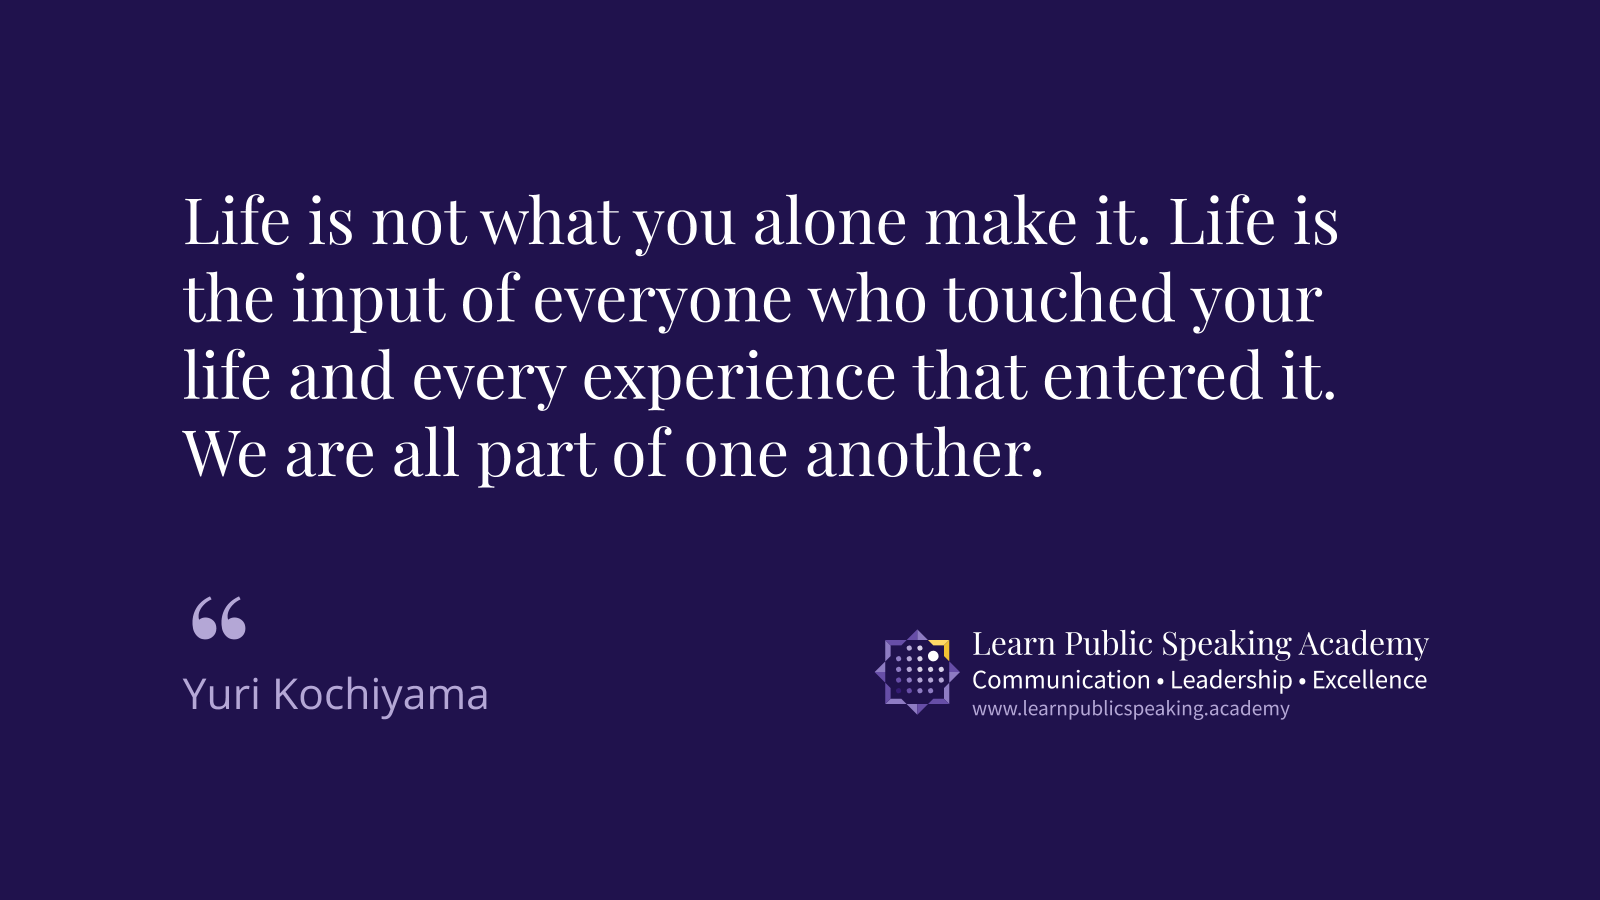 Life is not what you alone make it. Life is
the input of everyone who touched your
life and every experience that entered it.
We are all part of one another.
“
Yuri Kochiyama
Learn Public Speaking Academy
Communication • Leadership • Excellence
www.learnpublicspeaking.academy